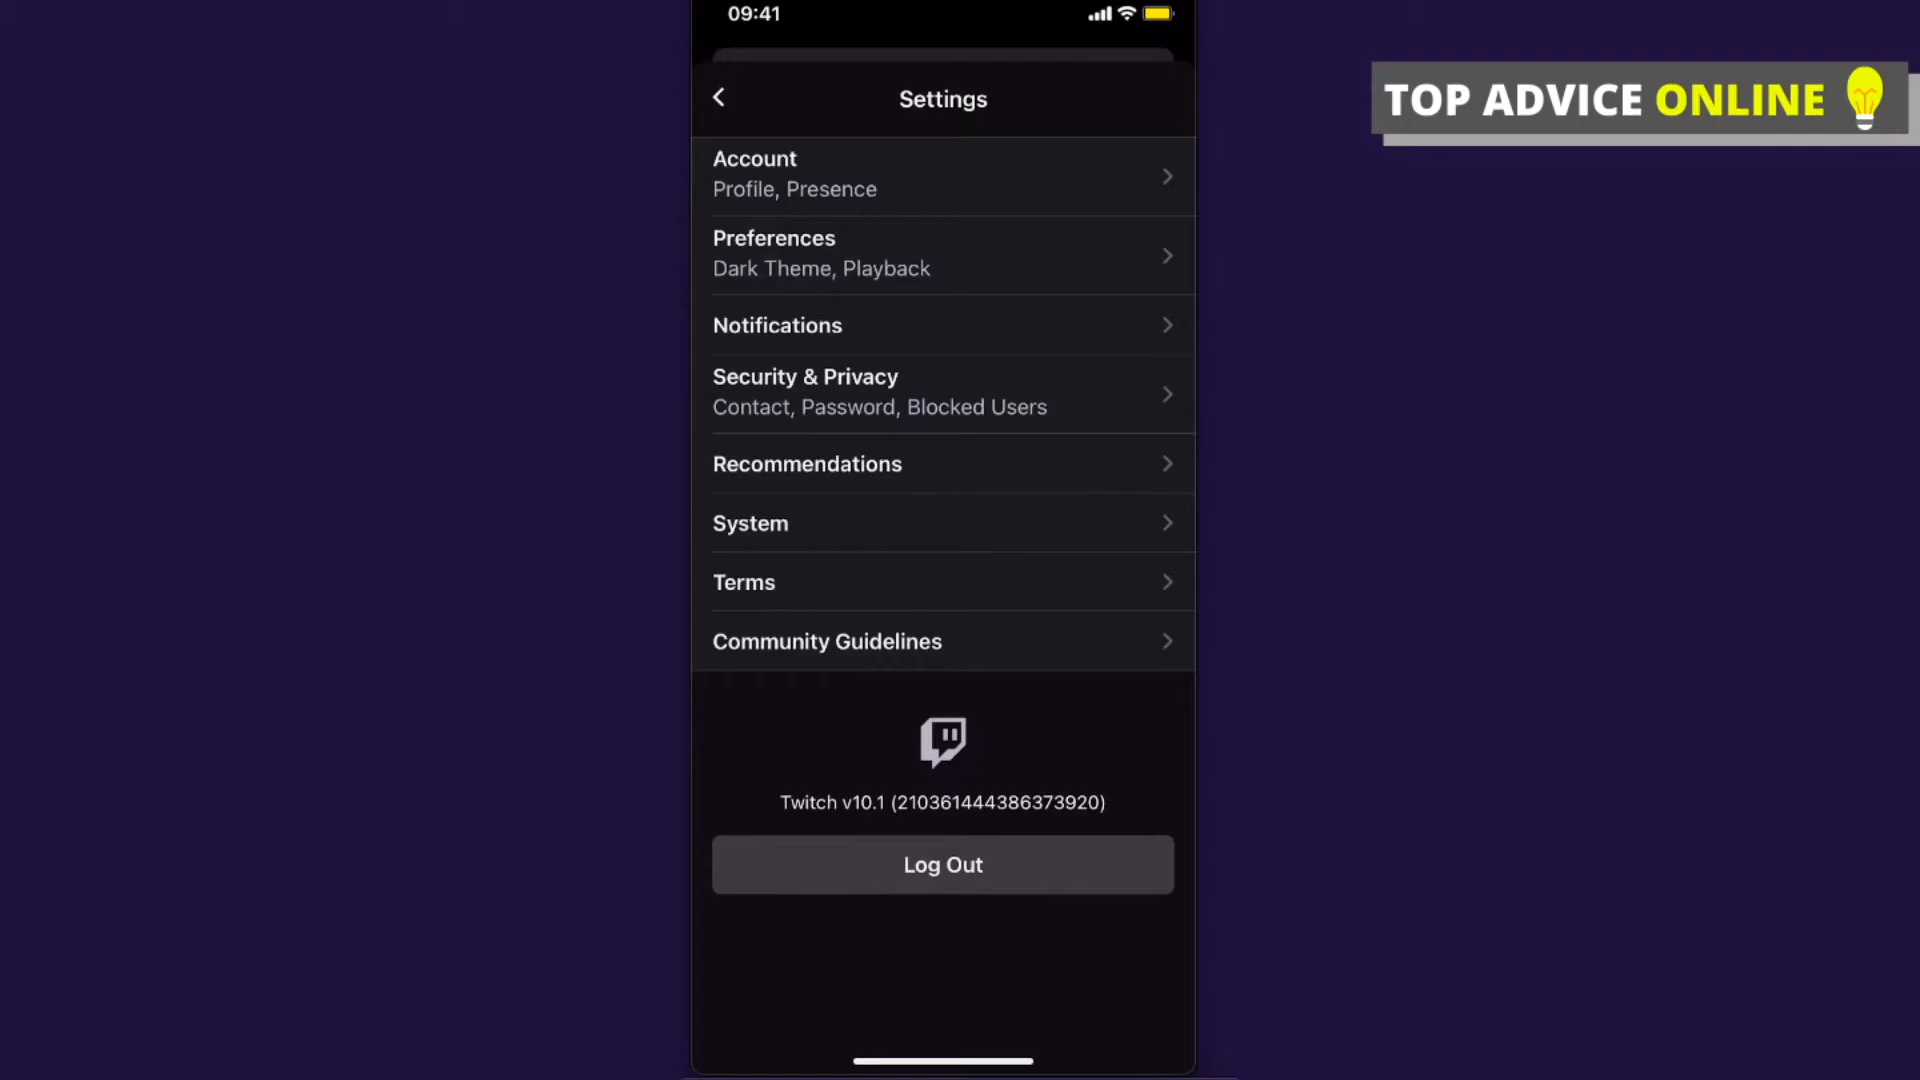 09:41
TOP ADVICE ONLINE
Settings
Account
Profile, Presence
Preferences
Dark Theme, Playback
Notifications
Security & Privacy
Contact, Password, Blocked Users
Recommendations
System
Terms
Community Guidelines
Twitch v10.1 (210361444386373920)
Log Out